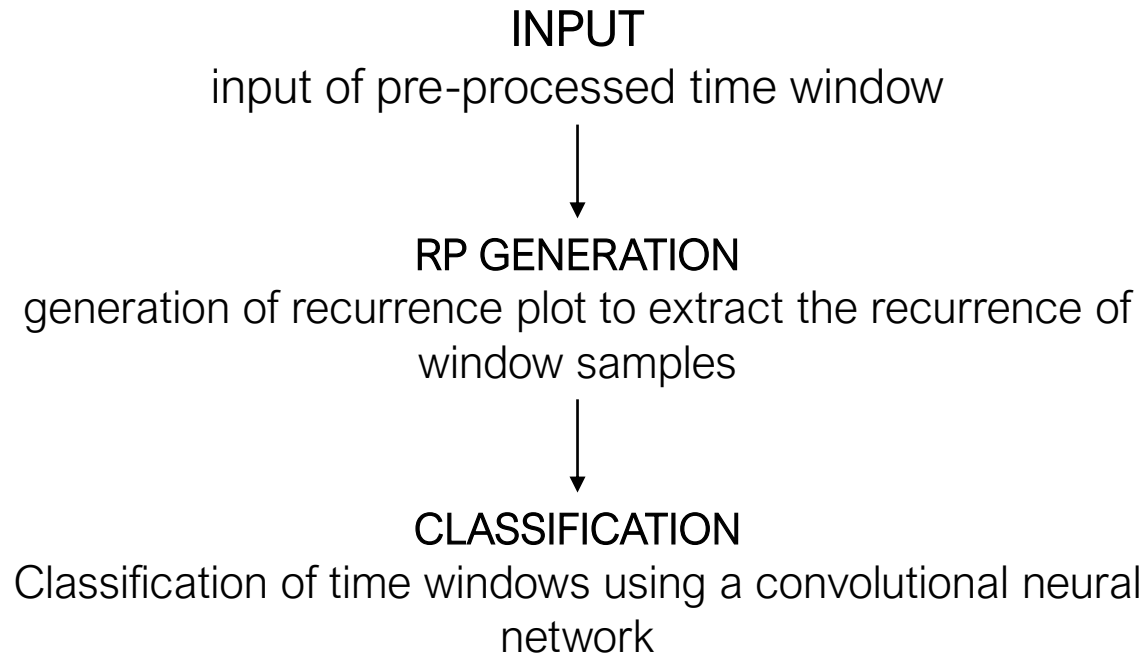 INPUT
input of pre-processed time window
RP GENERATION
generation of recurrence plot to extract the recurrence of
window samples
CLASSIFICATION
Classification of time windows using a convolutional neural
network